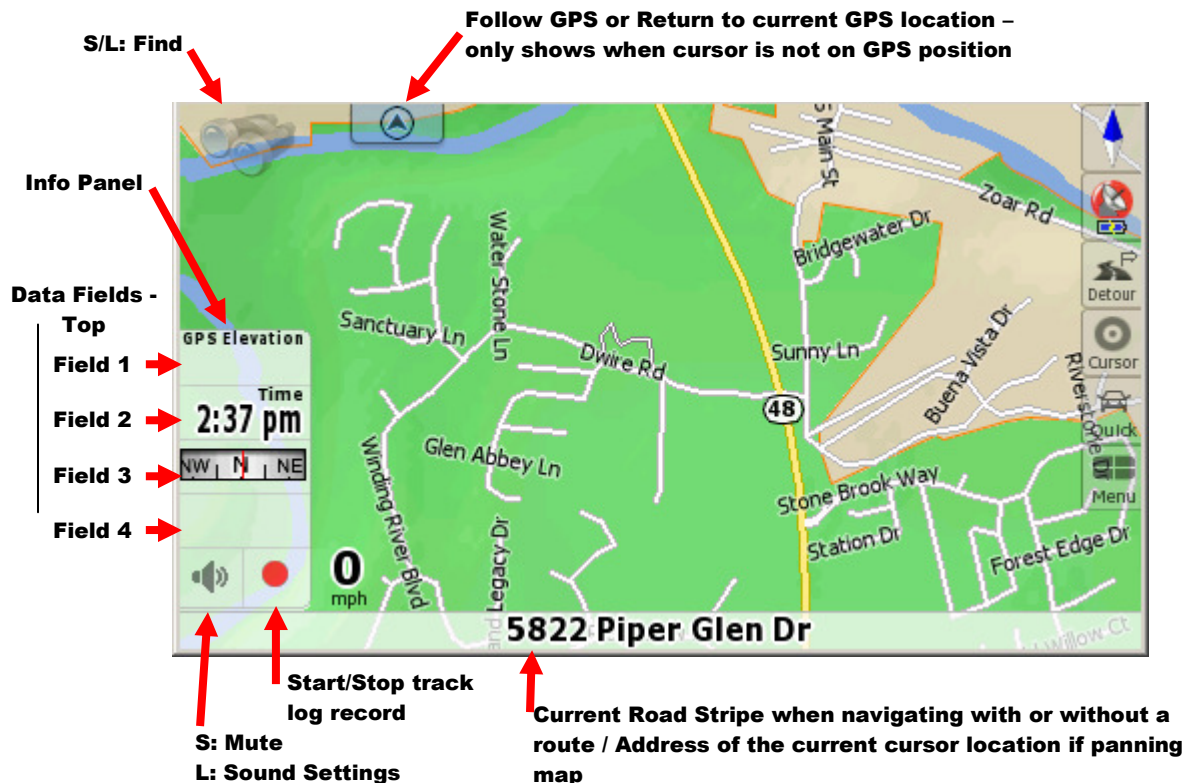 Follow GPS or Return to current GPS location –
only shows when cursor is not on GPS position
S/L: Find
Info Panel
Data Fields -
Top
Field 1
Field 2
Field 3
Field 4
GPS Elevation
Time
2:37 pm
NW N NE
0
mph
S Main St
Zoar Rd
Bridgewater Dr
Water Stone Ln
Sanctuary Ln
Dwire Rd
Sunny Ln
Buena Vista Dr
Riverstone Dr
48
Glen Abbey Ln
Winding River Blvd
Stone Brook Way
Station Dr
Forest Edge Dr
and Legacy Dr
Willow Ct
Detour
Cursor
Quick
Menu
5822 Piper Glen Dr
Start/Stop track
log record
S: Mute
L: Sound Settings
Current Road Stripe when navigating with or without a
route / Address of the current cursor location if panning
map